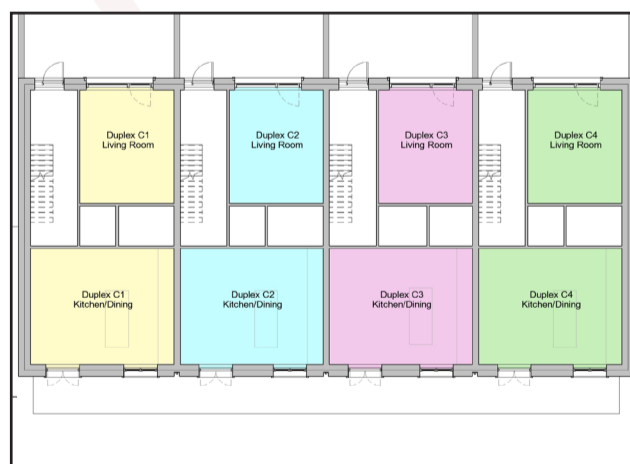 Duplex C1
Living Room
Duplex C2
Living Room
Duplex C3
Living Room
Duplex C4
Living Room
Duplex C1
Kitchen/Dining
Duplex C2
Kitchen/Dining
Duplex C3
Kitchen/Dining
Duplex C4
Kitchen/Dining